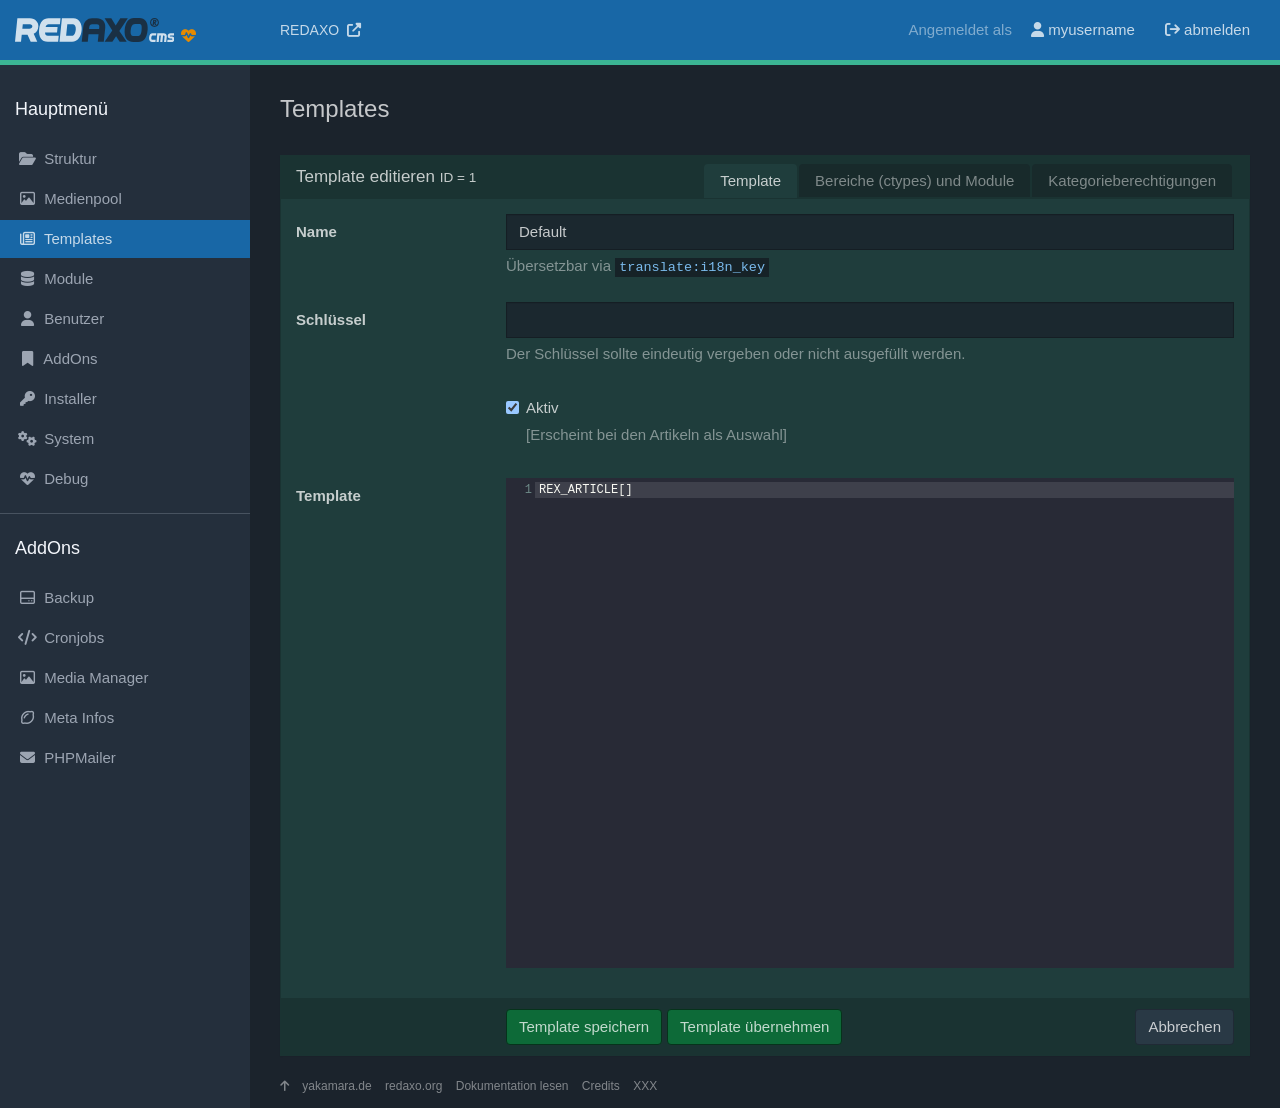 REDAXO® cms
REDAXO
Angemeldet als myusername abmelden
Hauptmenü
Struktur
Medienpool
Templates
Module
Benutzer
AddOns
Installer
System
Debug
AddOns
Backup
Cronjobs
Media Manager
Meta Infos
PHPMailer
Templates
Template editieren ID = 1
Template Bereiche (ctypes) und Module Kategorieberechtigungen
Name
Default
Übersetzbar via translate:i18n_key
Schlüssel
Der Schlüssel sollte eindeutig vergeben oder nicht ausgefüllt werden.
Aktiv
[Erscheint bei den Artikeln als Auswahl]
Template
1 REX_ARTICLE[]
Template speichern Template übernehmen Abbrechen
yakamara.de redaxo.org Dokumentation lesen Credits XXX